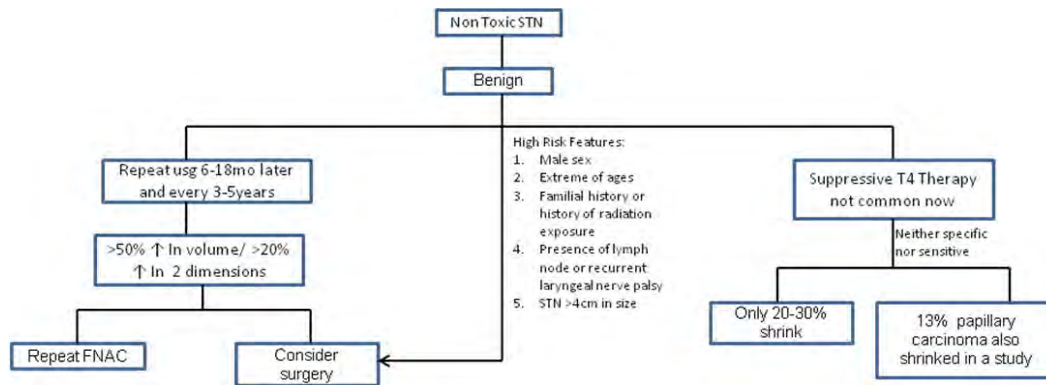 Non Toxic STN
Benign
Repeat usg 6-18mo later
and every 3-5years
>50% ↑ In volume/ >20%
↑ In 2 dimensions
Repeat FNAC
Consider
surgery
High Risk Features:
1. Male sex
2. Extreme of ages
3. Familial history or
history of radiation
exposure
4. Presence of lymph
node or recurrent
laryngeal nerve palsy
5. STN >4cm in size
Suppressive T4 Therapy
not common now
Neither specific
nor sensitive
Only 20-30%
shrink
13% papillary
carcinoma also
shrinked in a study